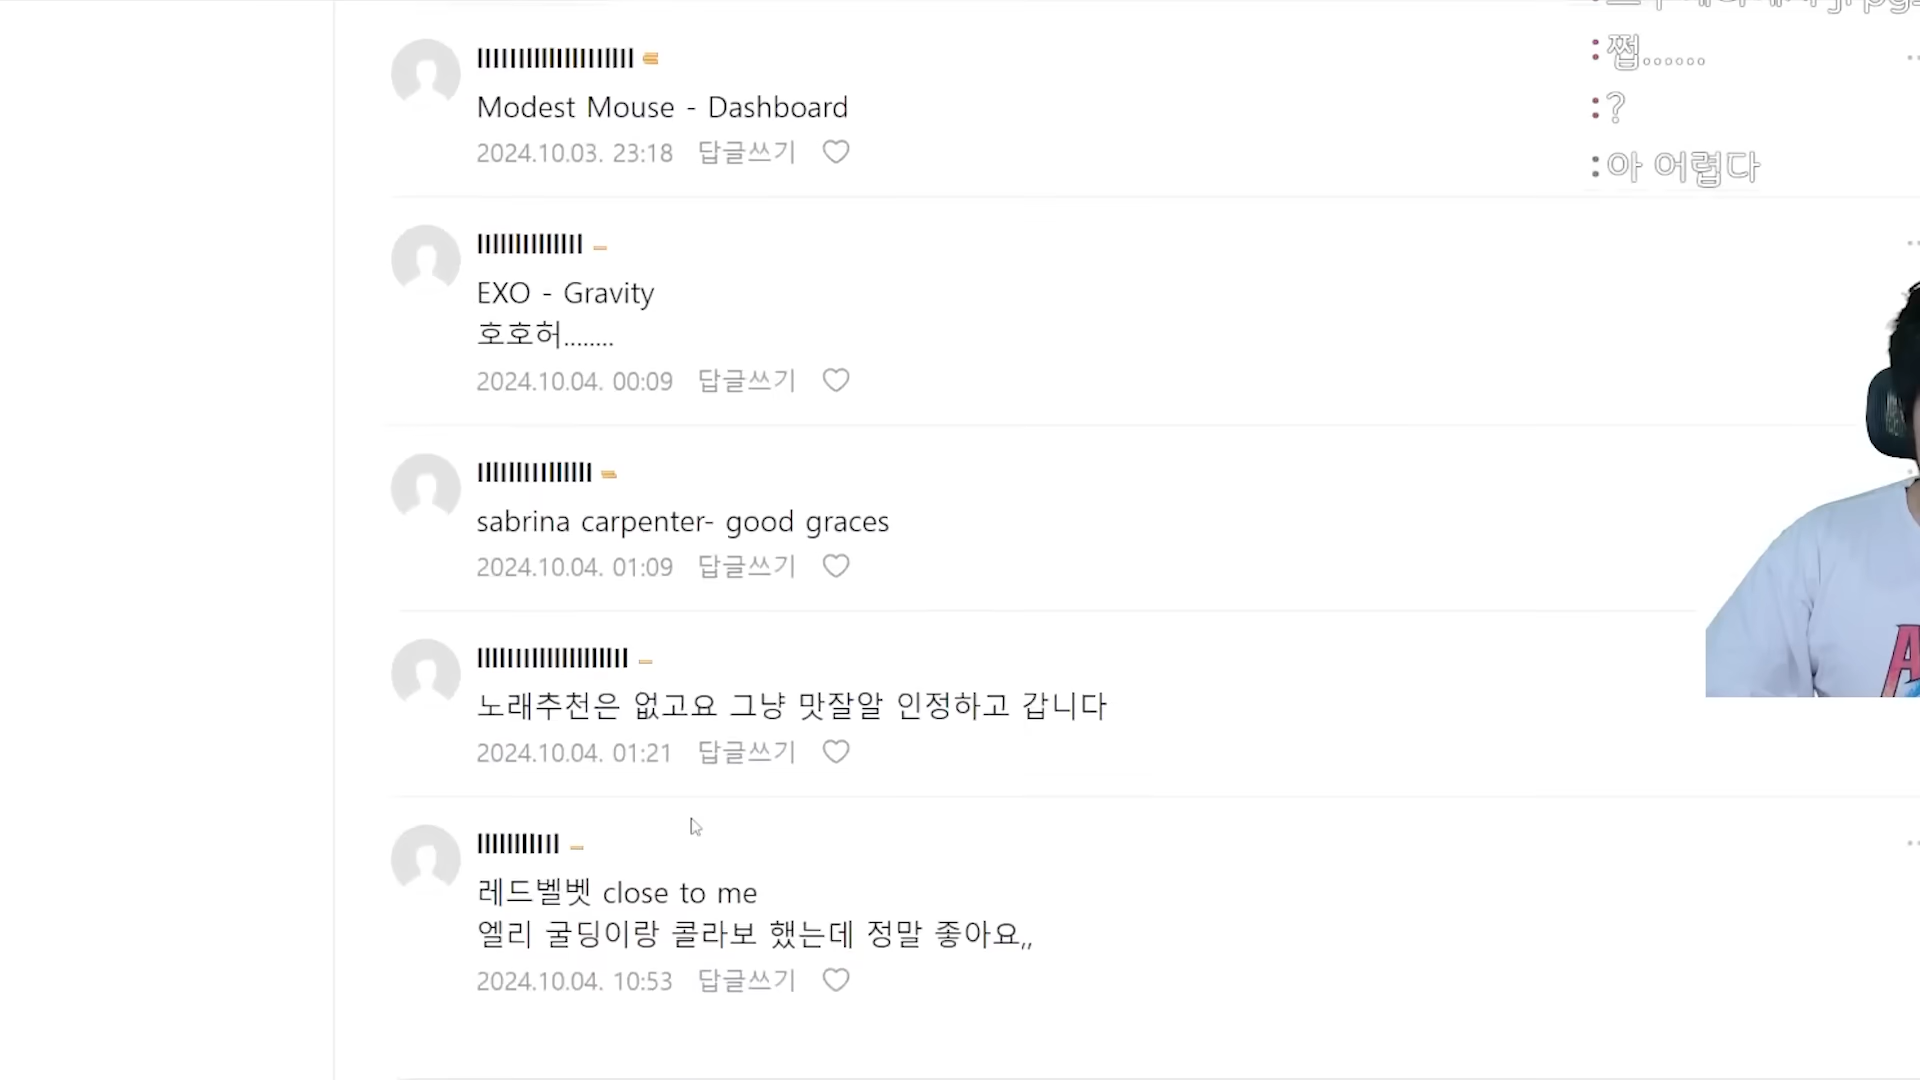 Modest Mouse - Dashboard
2024.10.03. 23:18 답글쓰기
EXO - Gravity
호호허........
2024.10.04. 00:09 답글쓰기
sabrina carpenter- good graces
2024.10.04. 01:09 답글쓰기
노래추천은 없고요 그냥 맛잘알 인정하고 갑니다
2024.10.04. 01:21 답글쓰기
레드벨벳 close to me
엘리 굴딩이랑 콜라보 했는데 정말 좋아요,,
2024.10.04. 10:53 답글쓰기
:쩝......
:?
:아 어렵다